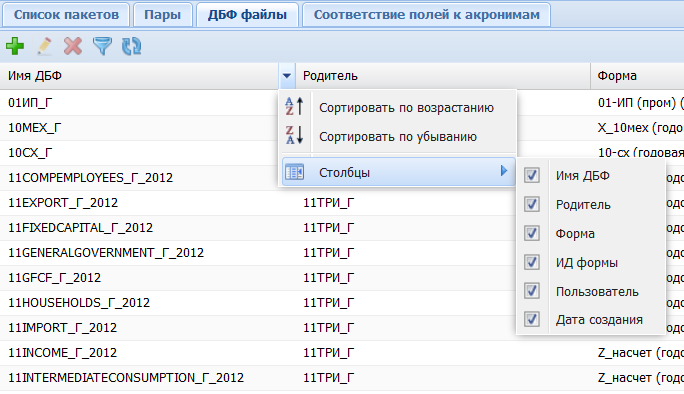 Список пакетов Пары ДБФ файлы Соответствие полей к акронимам
Имя ДБФ Родитель Форма
01ИП_Г 01-ИП (пром) (
Сортировать по возрастанию
10МЕХ_Г X_10мех (годо
Сортировать по убыванию
10СХ_Г 10-сх (годовая
Столбцы
11COMPEMPLOYEES_Г_2012
Имя ДБФ
11EXPORT_Г_2012 11ТРИ_Г
Родитель
11FIXEDCAPITAL_Г_2012 11ТРИ_Г
Форма
11GENERALGOVERNMENT_Г_2012 11ТРИ_Г
ИД формы
11GFCF_Г_2012 11ТРИ_Г
11HOUSEHOLDS_Г_2012 11ТРИ_Г
Пользователь
11IMPORT_Г_2012 11ТРИ_Г
Дата создания
11INCOME_Г_2012 11ТРИ_Г Z_насчет (годо
11INTERMEDIATECONSUMPTION_Г_2012 11ТРИ_Г Z_насчет (годо